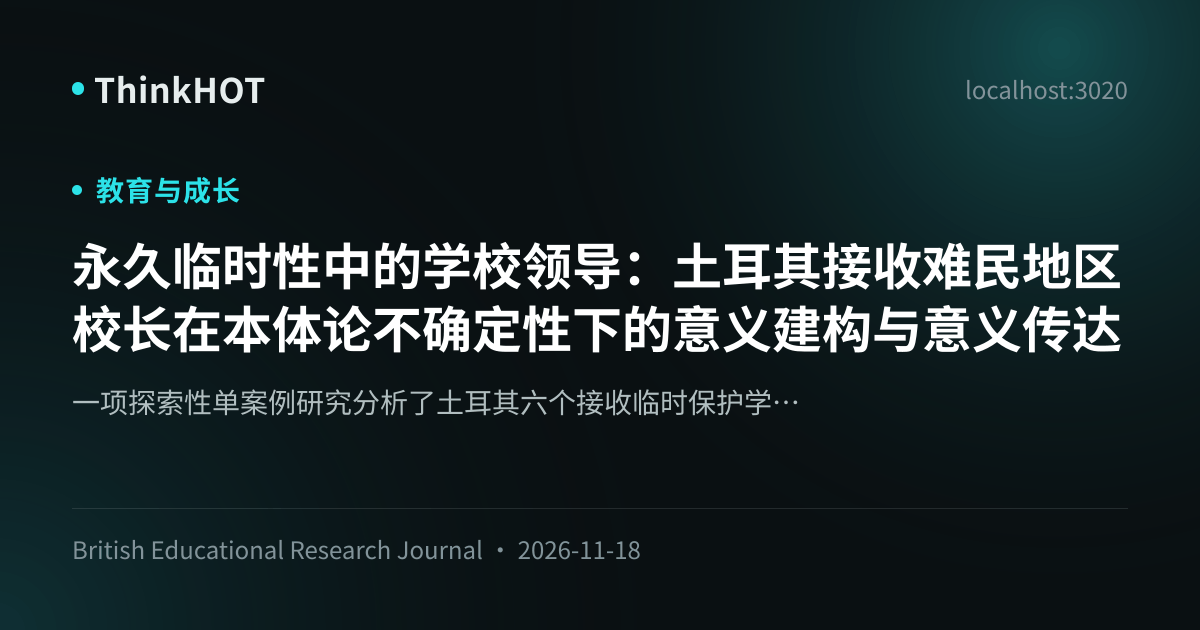 ThinkHOT
localhost:3020
教育与成长
永久临时性中的学校领导：土耳其接收难民地区
校长在本体论不确定性下的意义建构与意义传达
一项探索性单案例研究分析了土耳其六个接收临时保护学…
British Educational Research Journal • 2026-11-18